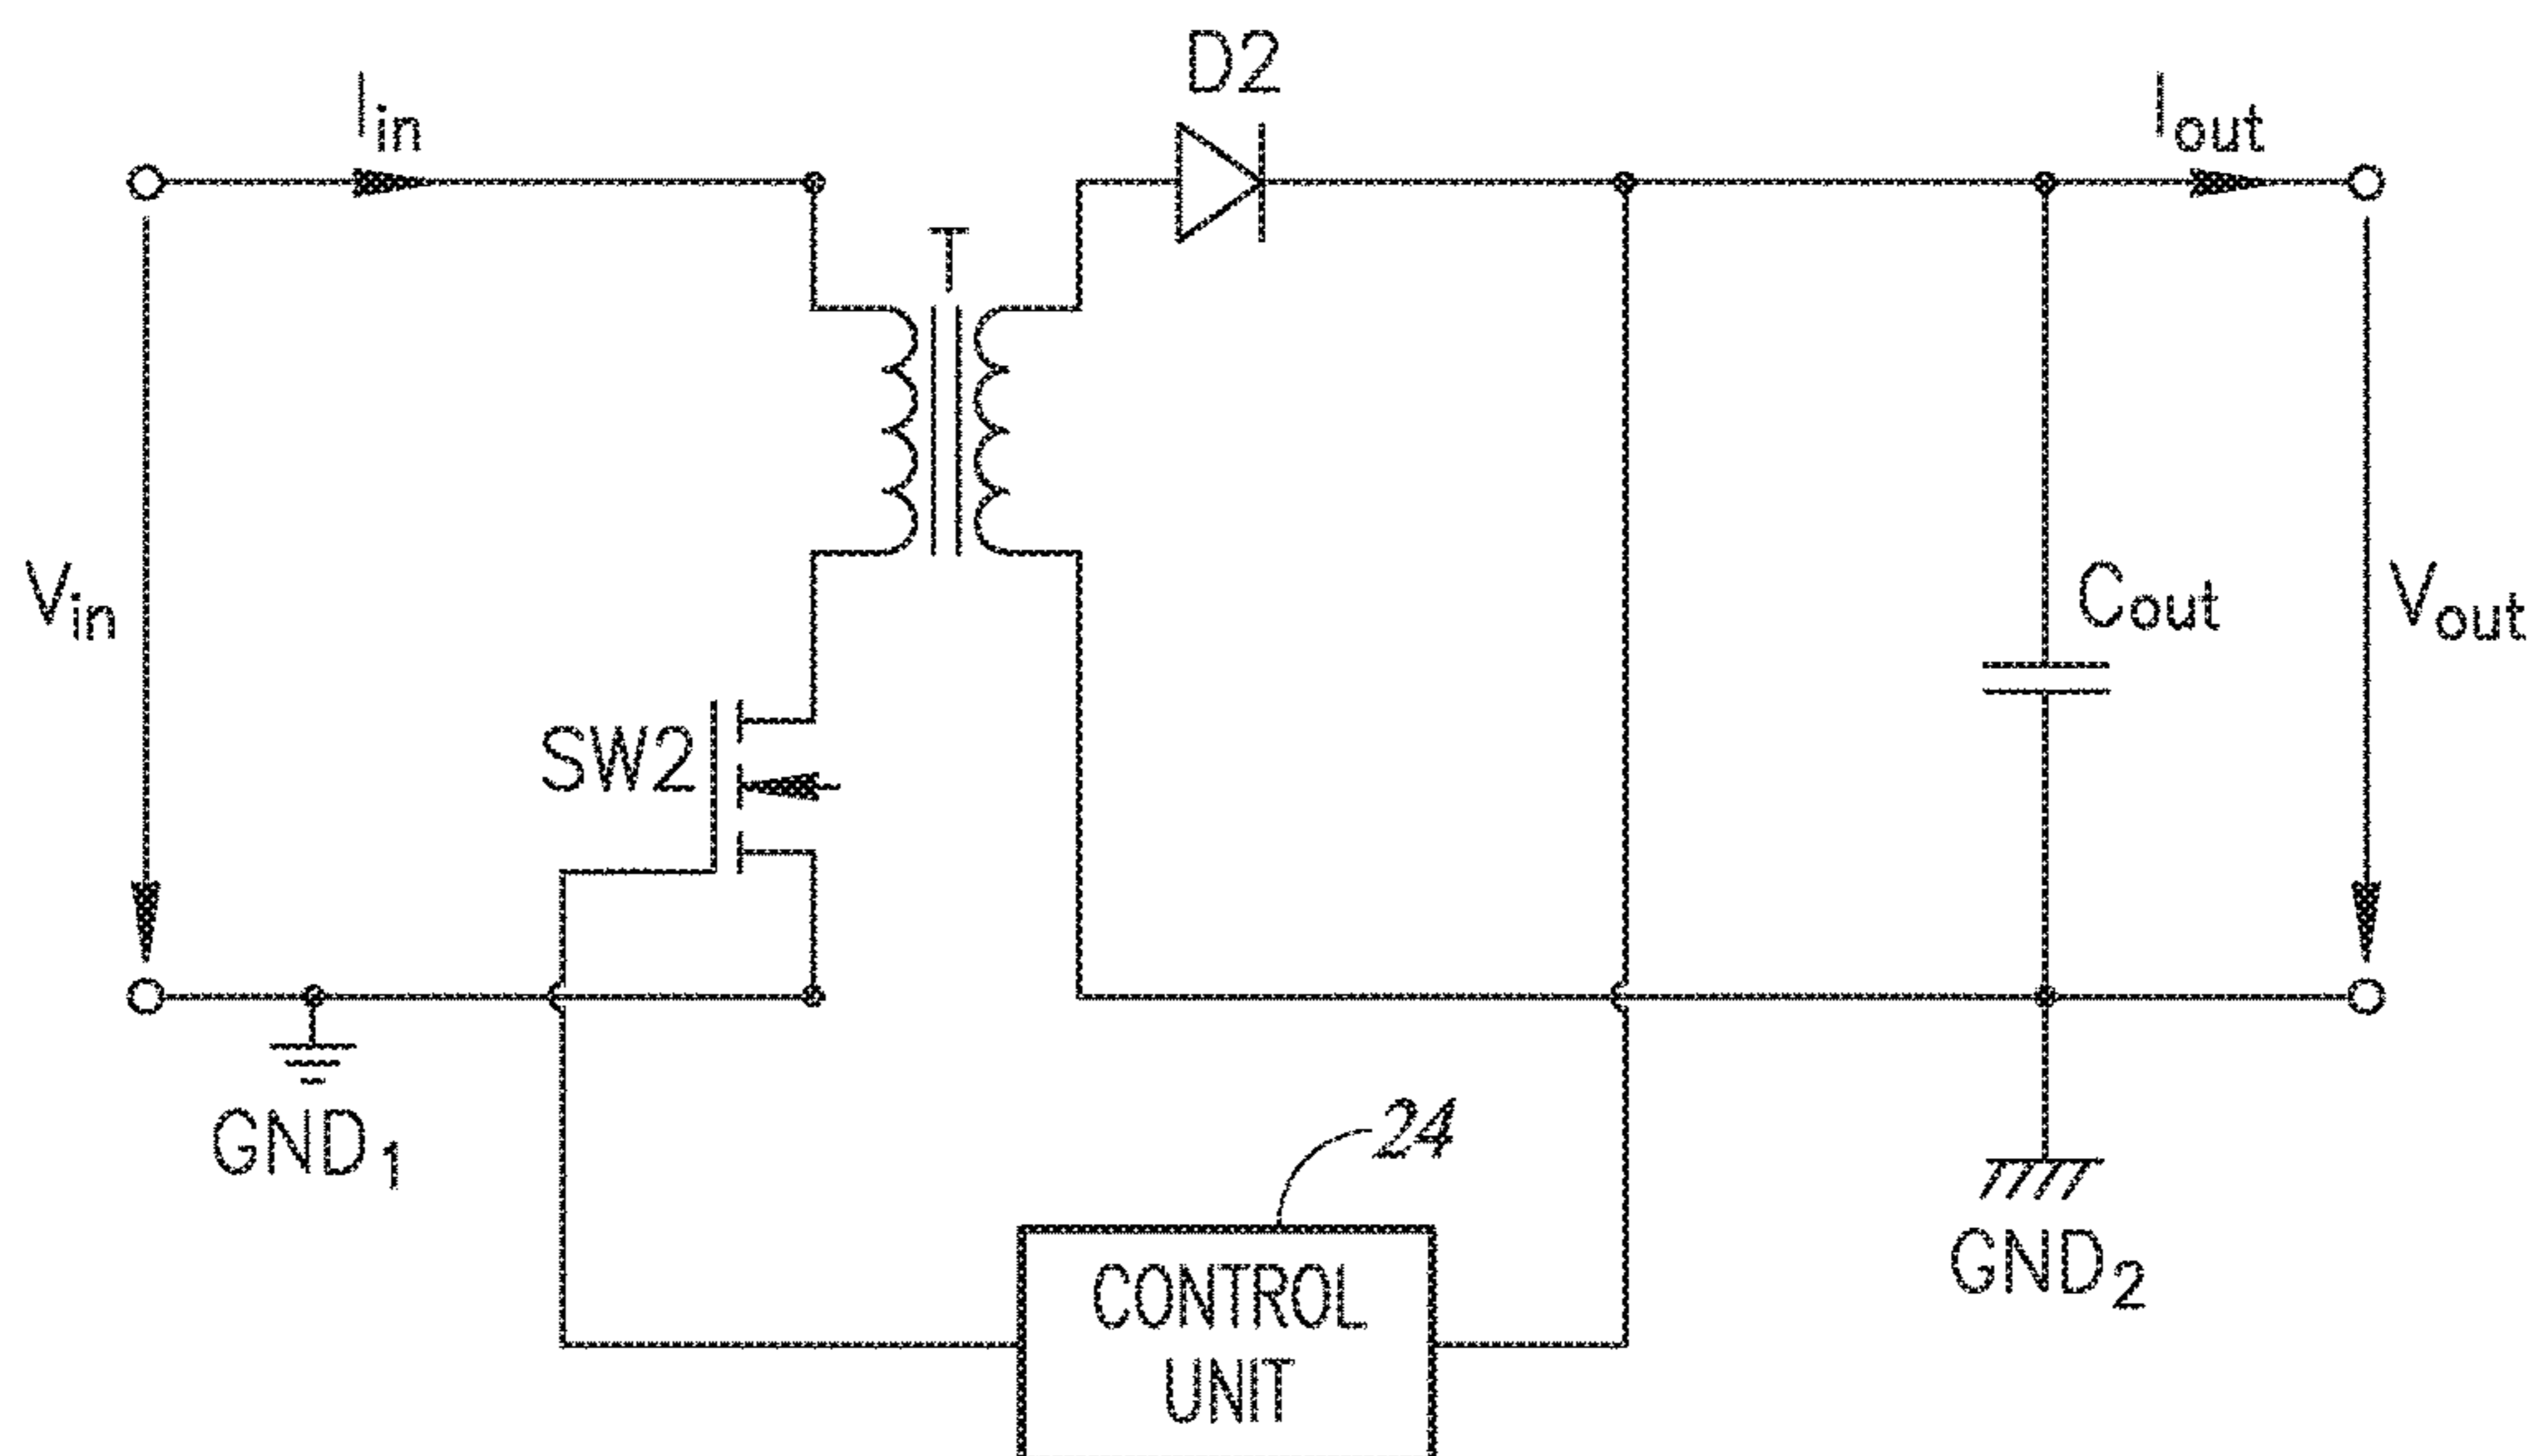 D2
Iin
Iout
T
Vin
Cout
Vout
SW2
GND1
24
GND2
CONTROL
UNIT